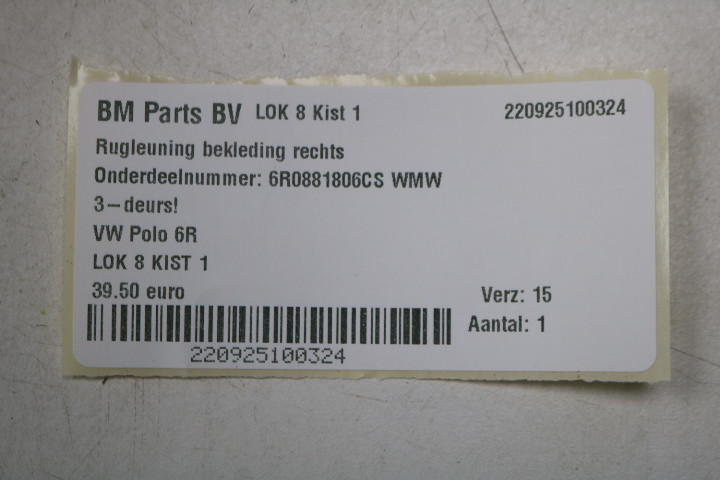 BM Parts BV LOK 8 Kist 1 220925100324
Rugleuning bekleding rechts
Onderdeelnummer: 6R0881806CS WMW
3-deurs!
VW Polo 6R
LOK 8 KIST 1
39.50 euro Verz: 15
Aantal: 1
220925100324